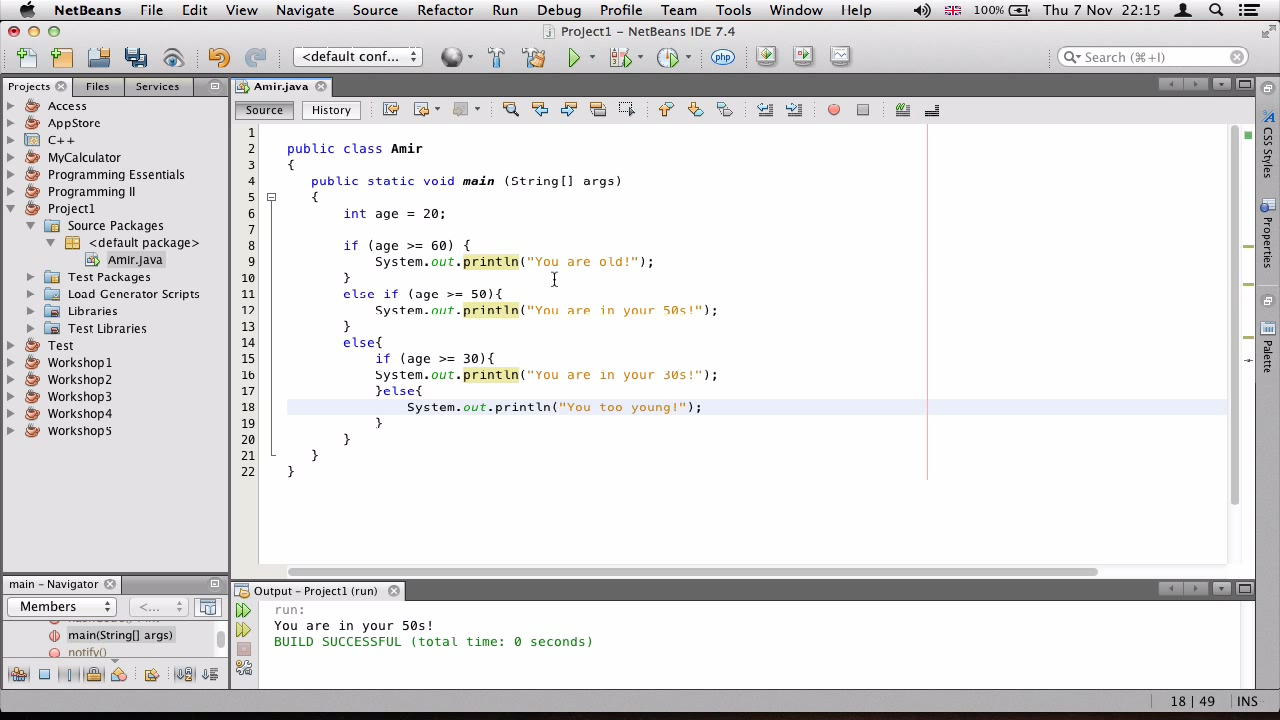 NetBeans File Edit View Navigate Source Refactor Run Debug Profile Team Tools Window Help 100% Thu 7 Nov 22:15
Project1 – NetBeans IDE 7.4
<default conf... php Search (⌘+I)
Projects Files Services
Access
AppStore
C++
MyCalculator
Programming Essentials
Programming II
Project1
Source Packages
<default package>
Amir.java
Test Packages
Load Generator Scripts
Libraries
Test Libraries
Test
Workshop1
Workshop2
Workshop3
Workshop4
Workshop5
main – Navigator
Members <...
main(String[] args)
notify()
Amir.java
Source History
1
2 public class Amir
3 {
4 public static void main (String[] args)
5 {
6 int age = 20;
7
8 if (age >= 60) {
9 System.out.println("You are old!");
10 }
11 else if (age >= 50){
12 System.out.println("You are in your 50s!");
13 }
14 else{
15 if (age >= 30){
16 System.out.println("You are in your 30s!");
17 }else{
18 System.out.println("You too young!");
19 }
20 }
21 }
22 }
CSS Styles
Properties
Palette
Output – Project1 (run)
run:
You are in your 50s!
BUILD SUCCESSFUL (total time: 0 seconds)
18 | 49 INS